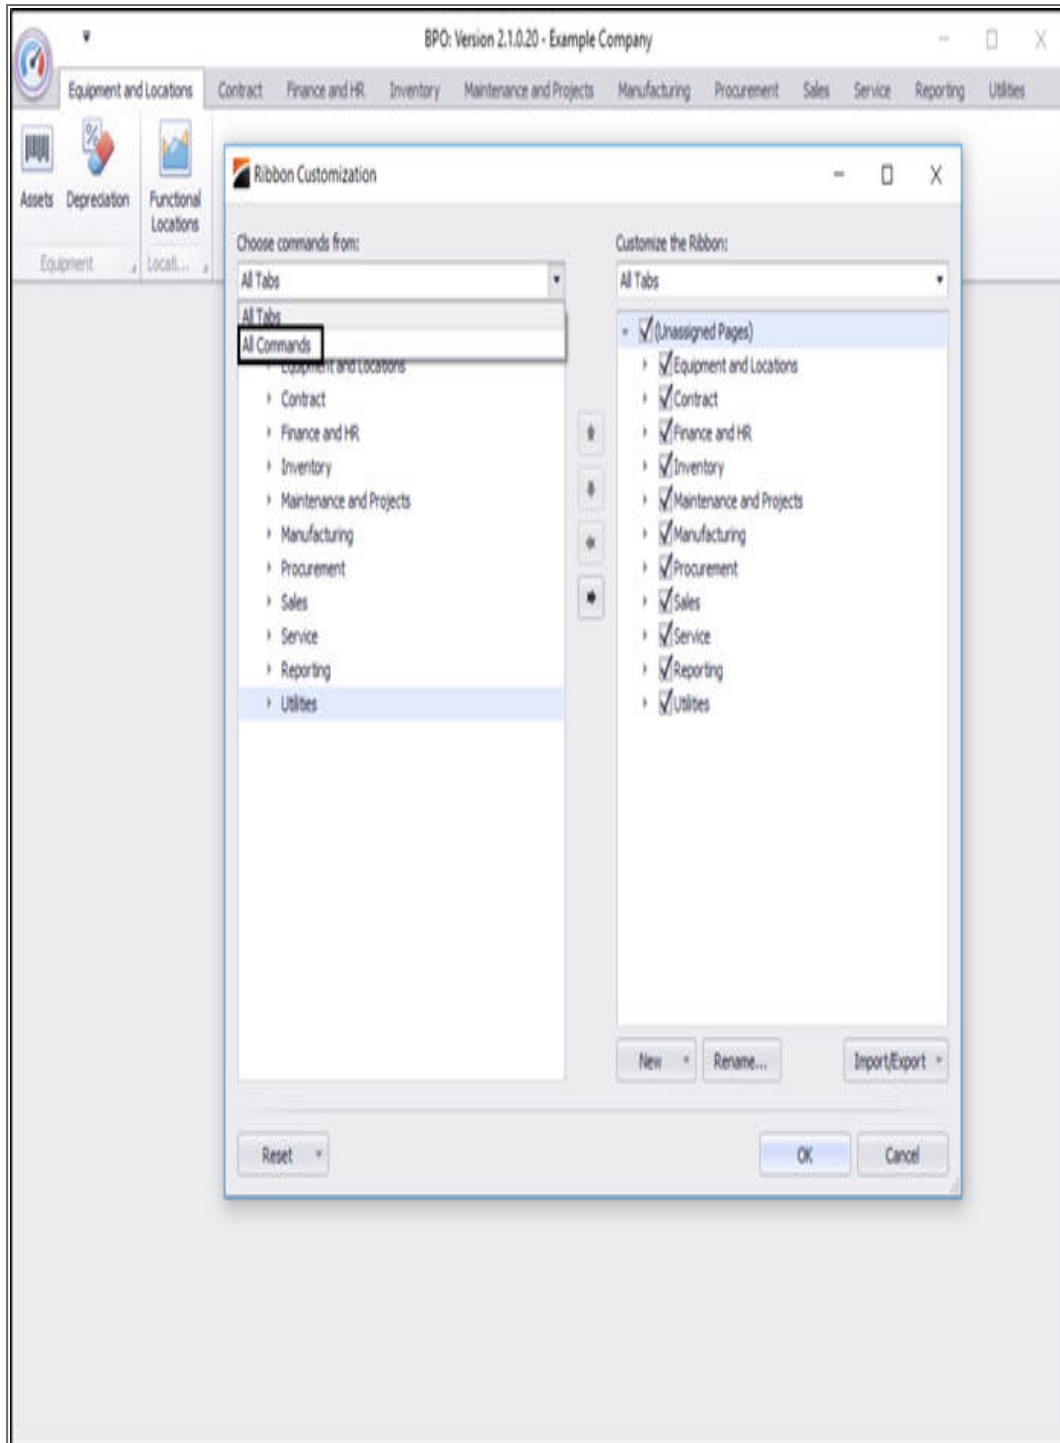 BPO: Version 2.1.0.20 - Example Company
Equipment and Locations Contract Finance and HR Inventory Maintenance and Projects Manufacturing Procurement Sales Service Reporting Utilities
%
Assets Depreciation Functional Locations
Equipment Locati...
Ribbon Customization
Choose commands from:
All Tabs
All Tabs
All Commands
Equipment and Locations
Contract
Finance and HR
Inventory
Maintenance and Projects
Manufacturing
Procurement
Sales
Service
Reporting
Utilities
Customize the Ribbon:
All Tabs
(Unassigned Pages)
Equipment and Locations
Contract
Finance and HR
Inventory
Maintenance and Projects
Manufacturing
Procurement
Sales
Service
Reporting
Utilities
New Rename... Import/Export
Reset OK Cancel